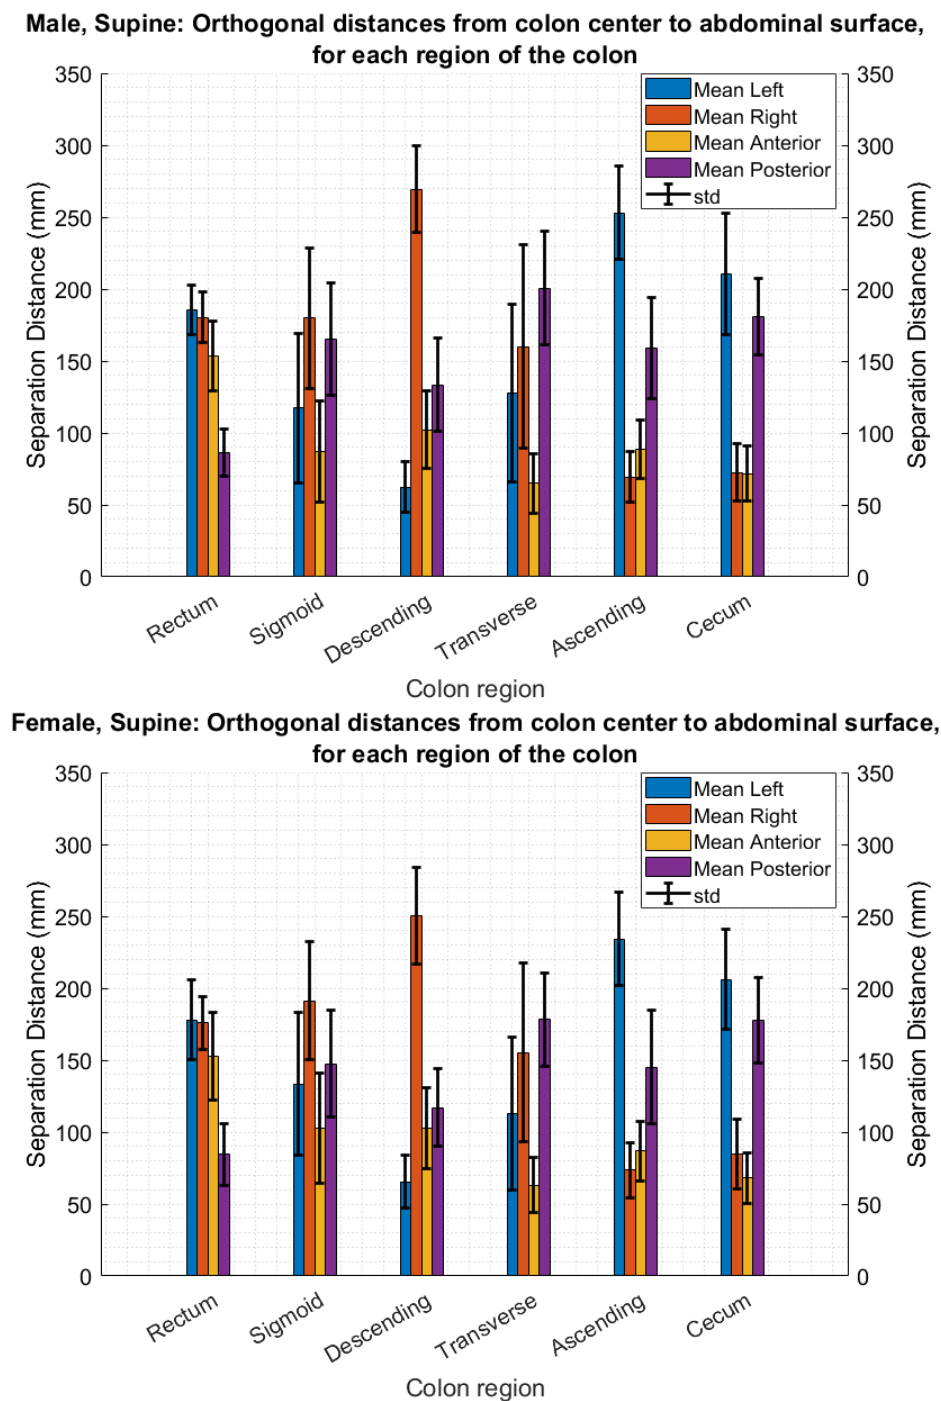 Male, Supine: Orthogonal distances from colon center to abdominal surface,
for each region of the colon
350
300
250
200
150
100
50
0
Separation Distance (mm)
Mean Left
Mean Right
Mean Anterior
Mean Posterior
std
350
300
250
200
150
100
50
0
Separation Distance (mm)
Rectum
Sigmoid
Descending
Transverse
Ascending
Cecum
Colon region
Female, Supine: Orthogonal distances from colon center to abdominal surface,
for each region of the colon
350
300
250
200
150
100
50
0
Separation Distance (mm)
Mean Left
Mean Right
Mean Anterior
Mean Posterior
std
350
300
250
200
150
100
50
0
Separation Distance (mm)
Rectum
Sigmoid
Descending
Transverse
Ascending
Cecum
Colon region